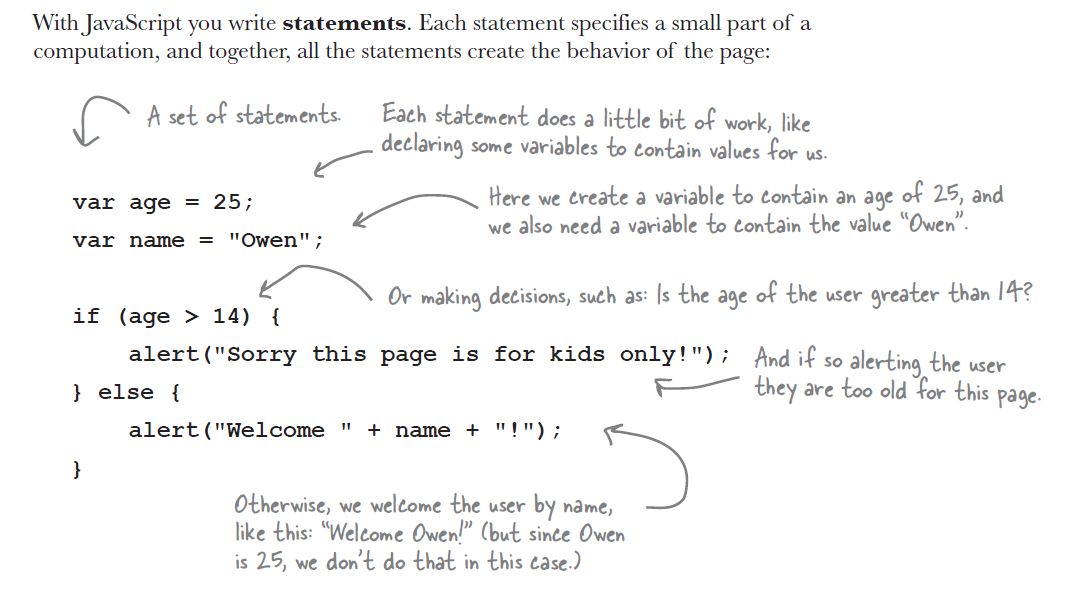 With JavaScript you write statements. Each statement specifies a small part of a
computation, and together, all the statements create the behavior of the page:
A set of statements.
Each statement does a little bit of work, like
declaring some variables to contain values for us.
var age = 25;
var name = "Owen";
Here we create a variable to contain an age of 25, and
we also need a variable to contain the value “Owen”.
Or making decisions, such as: Is the age of the user greater than 14?
if (age > 14) {
alert("Sorry this page is for kids only!");
And if so alerting the user
they are too old for this page.
} else {
alert("Welcome " + name + "!");
}
Otherwise, we welcome the user by name,
like this: “Welcome Owen!” (but since Owen
is 25, we don't do that in this case.)